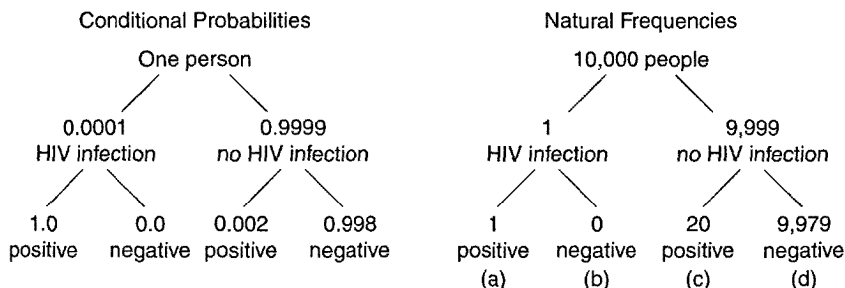 Conditional Probabilities
One person
0.0001 0.9999
HIV infection no HIV infection
1.0 0.0 0.002 0.998
positive negative positive negative
Natural Frequencies
10,000 people
1 9,999
HIV infection no HIV infection
1 0 20 9,979
positive negative positive negative
(a) (b) (c) (d)